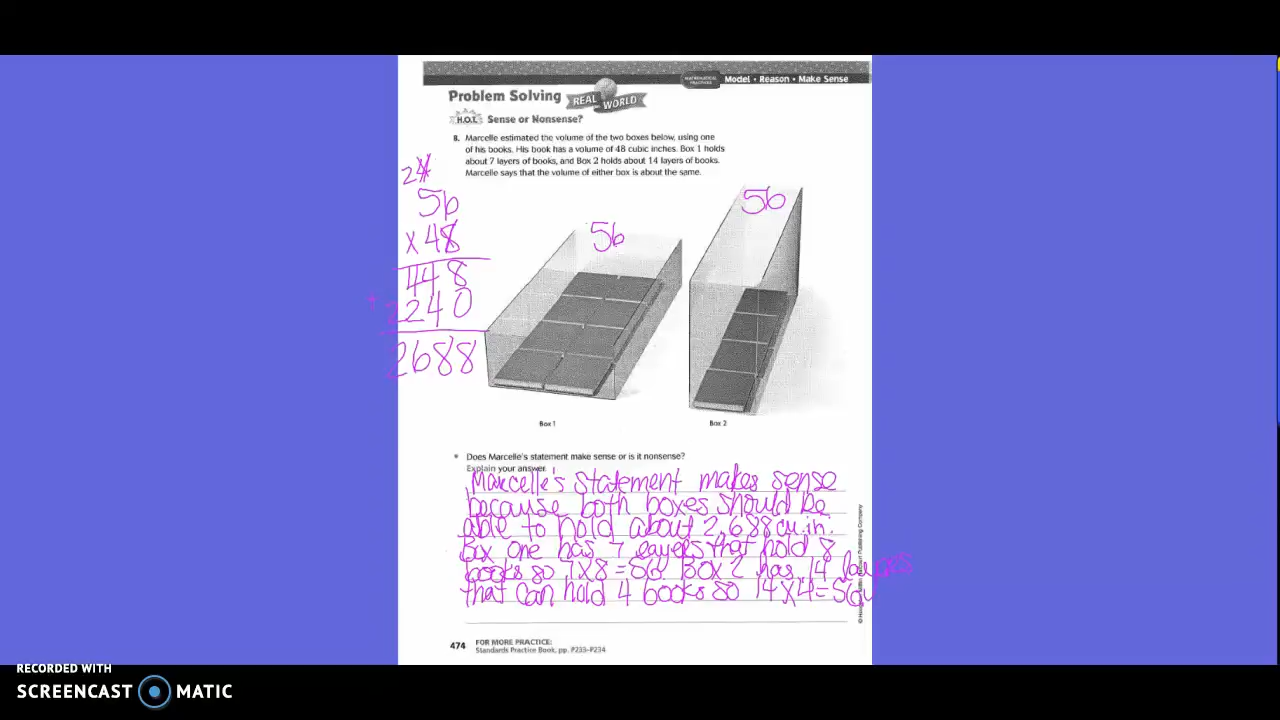 MATHEMATICAL PRACTICES Model • Reason • Make Sense
Problem Solving REAL WORLD
H.O.T. Sense or Nonsense?
8. Marcelle estimated the volume of the two boxes below, using one
of his books. His book has a volume of 48 cubic inches. Box 1 holds
about 7 layers of books, and Box 2 holds about 14 layers of books.
Marcelle says that the volume of either box is about the same.
24
56
x 48
448
+ 2240
2688
56
56
Box 1
Box 2
• Does Marcelle's statement make sense or is it nonsense?
Explain your answer.
Marcelle's statement makes sense
because both boxes should be
able to hold about 2,688 cu. in.
Box one has 7 layers that hold 8
books so 7x8=56. Box 2 has 14 layers
that can hold 4 books so 14x4=56
474 FOR MORE PRACTICE:
Standards Practice Book, pp. P233–P234
RECORDED WITH
SCREENCAST MATIC